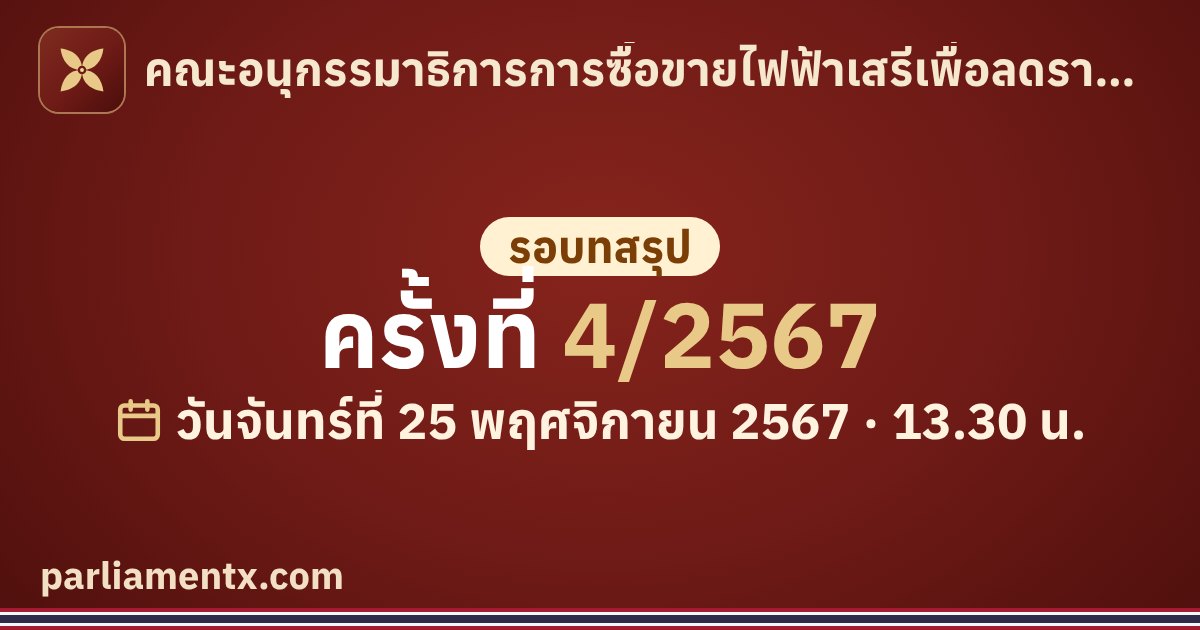 คณะอนุกรรมาธิการการซื้อขายไฟฟ้าเสรีเพื่อลดรา...
รอบทสรุป
ครั้งที่ 4/2567
วันจันทร์ที่ 25 พฤศจิกายน 2567 · 13.30 น.
parliamentx.com